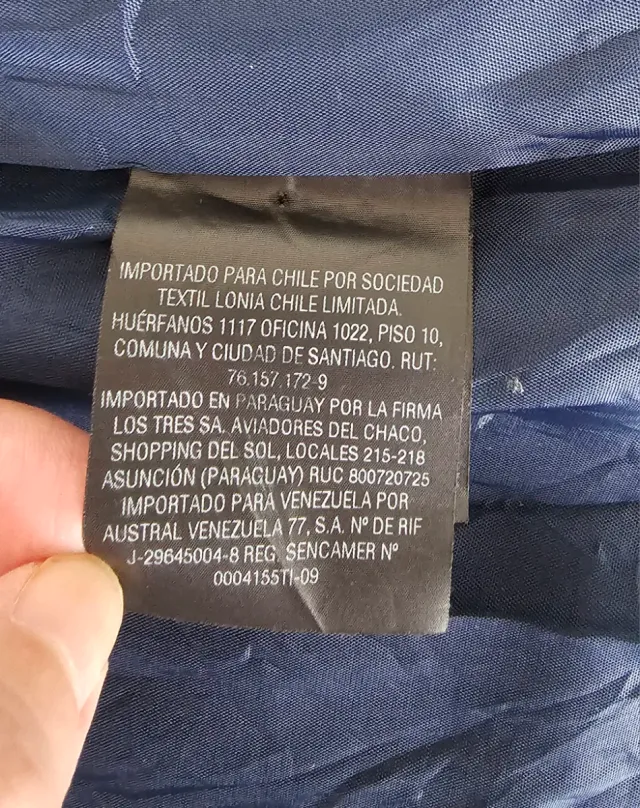 IMPORTADO PARA CHILE POR SOCIEDAD
TEXTIL LONIA CHILE LIMITADA.
HUÉRFANOS 1117 OFICINA 1022, PISO 10,
COMUNA Y CIUDAD DE SANTIAGO. RUT:
76.157.172-9
IMPORTADO EN PARAGUAY POR LA FIRMA
LOS TRES SA. AVIADORES DEL CHACO,
SHOPPING DEL SOL, LOCALES 215-218
ASUNCIÓN (PARAGUAY) RUC 800720725
IMPORTADO PARA VENEZUELA POR
AUSTRAL VENEZUELA 77, S.A. Nº DE RIF
J-29645004-8 REG. SENCAMER Nº
0004155TI-09